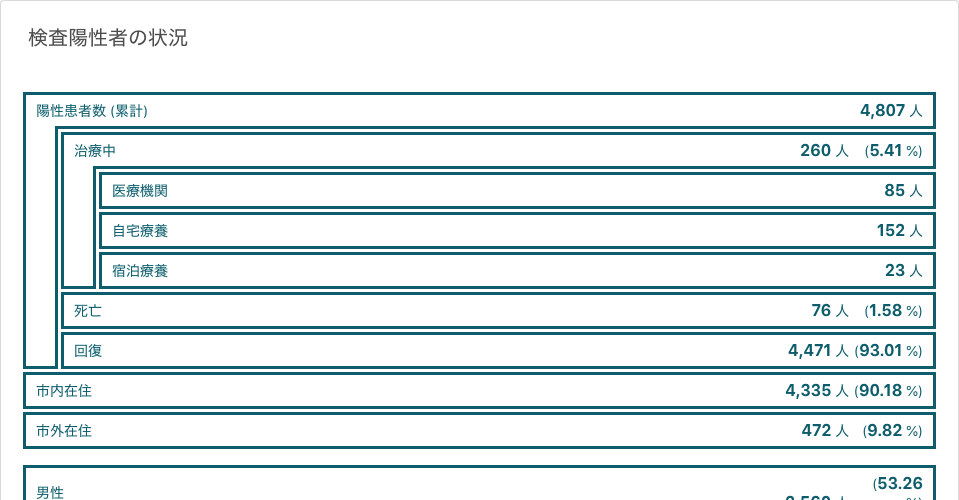 検査陽性者の状況
陽性患者数 (累計) 4,807 人
治療中 260 人 (5.41 %)
医療機関 85 人
自宅療養 152 人
宿泊療養 23 人
死亡 76 人 (1.58 %)
回復 4,471 人 (93.01 %)
市内在住 4,335 人 (90.18 %)
市外在住 472 人 (9.82 %)
男性 (53.26